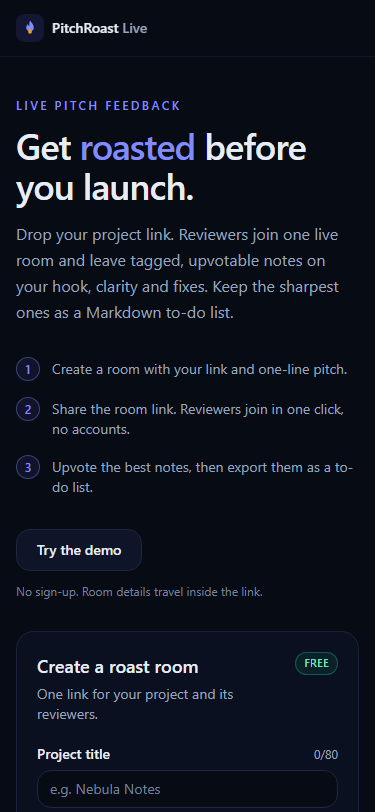 PitchRoast Live
LIVE PITCH FEEDBACK
Get roasted before
you launch.
Drop your project link. Reviewers join one live
room and leave tagged, upvotable notes on
your hook, clarity and fixes. Keep the sharpest
ones as a Markdown to-do list.
1 Create a room with your link and one-line pitch.
2 Share the room link. Reviewers join in one click,
no accounts.
3 Upvote the best notes, then export them as a to-
do list.
Try the demo
No sign-up. Room details travel inside the link.
Create a roast room FREE
One link for your project and its
reviewers.
Project title 0/80
e.g. Nebula Notes